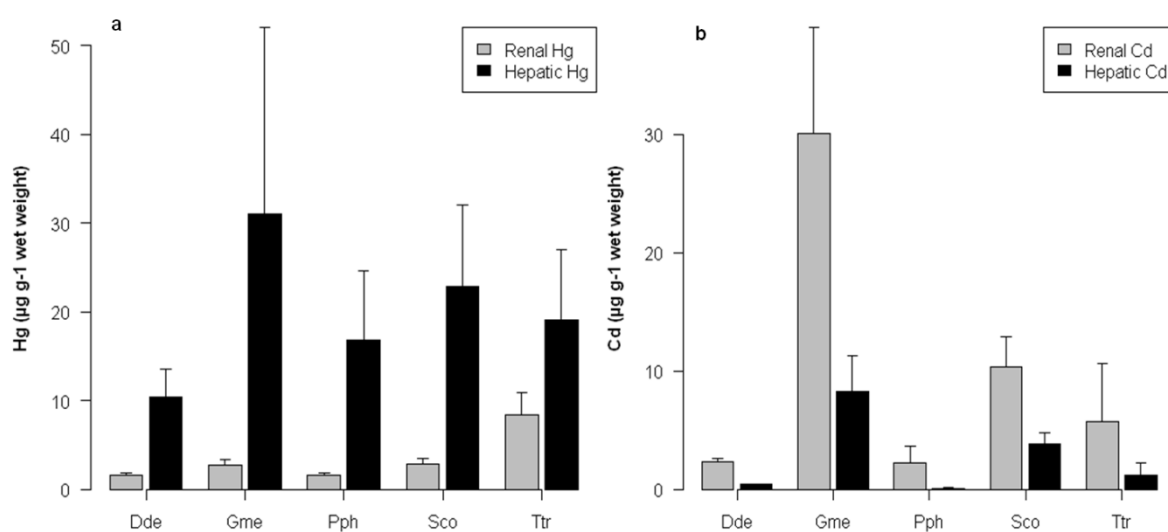 a
Hg (µg g-1 wet weight)
50
40
30
20
10
0
Renal Hg
Hepatic Hg
Dde Gme Pph Sco Ttr
b
Cd (µg g-1 wet weight)
30
20
10
0
Renal Cd
Hepatic Cd
Dde Gme Pph Sco Ttr